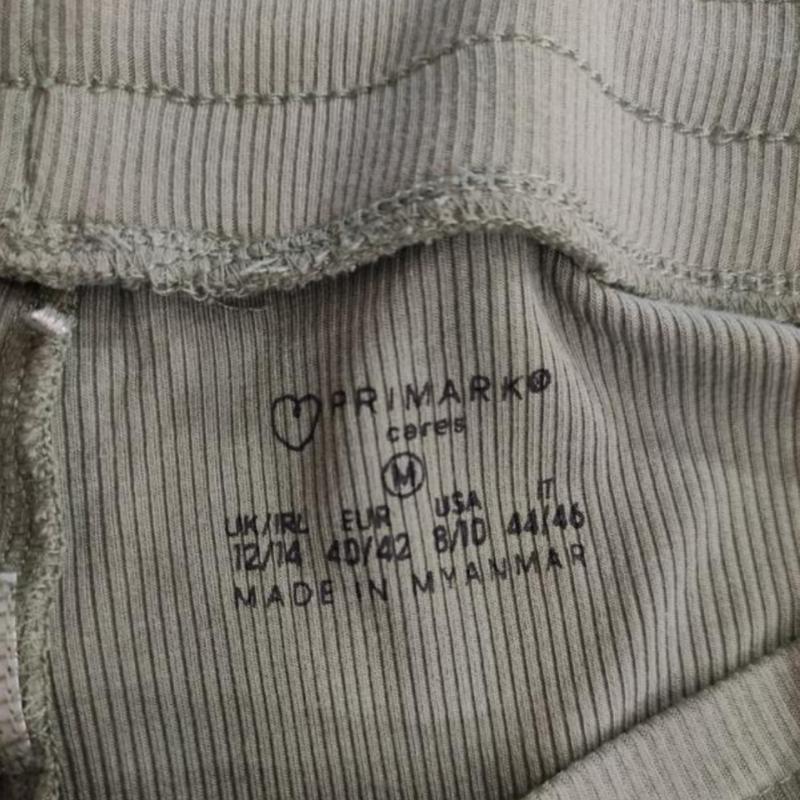 PRIMARK®
cares
M
UK/IRL EUR USA IT
12/14 40/42 8/10 44/46
MADE IN MYANMAR